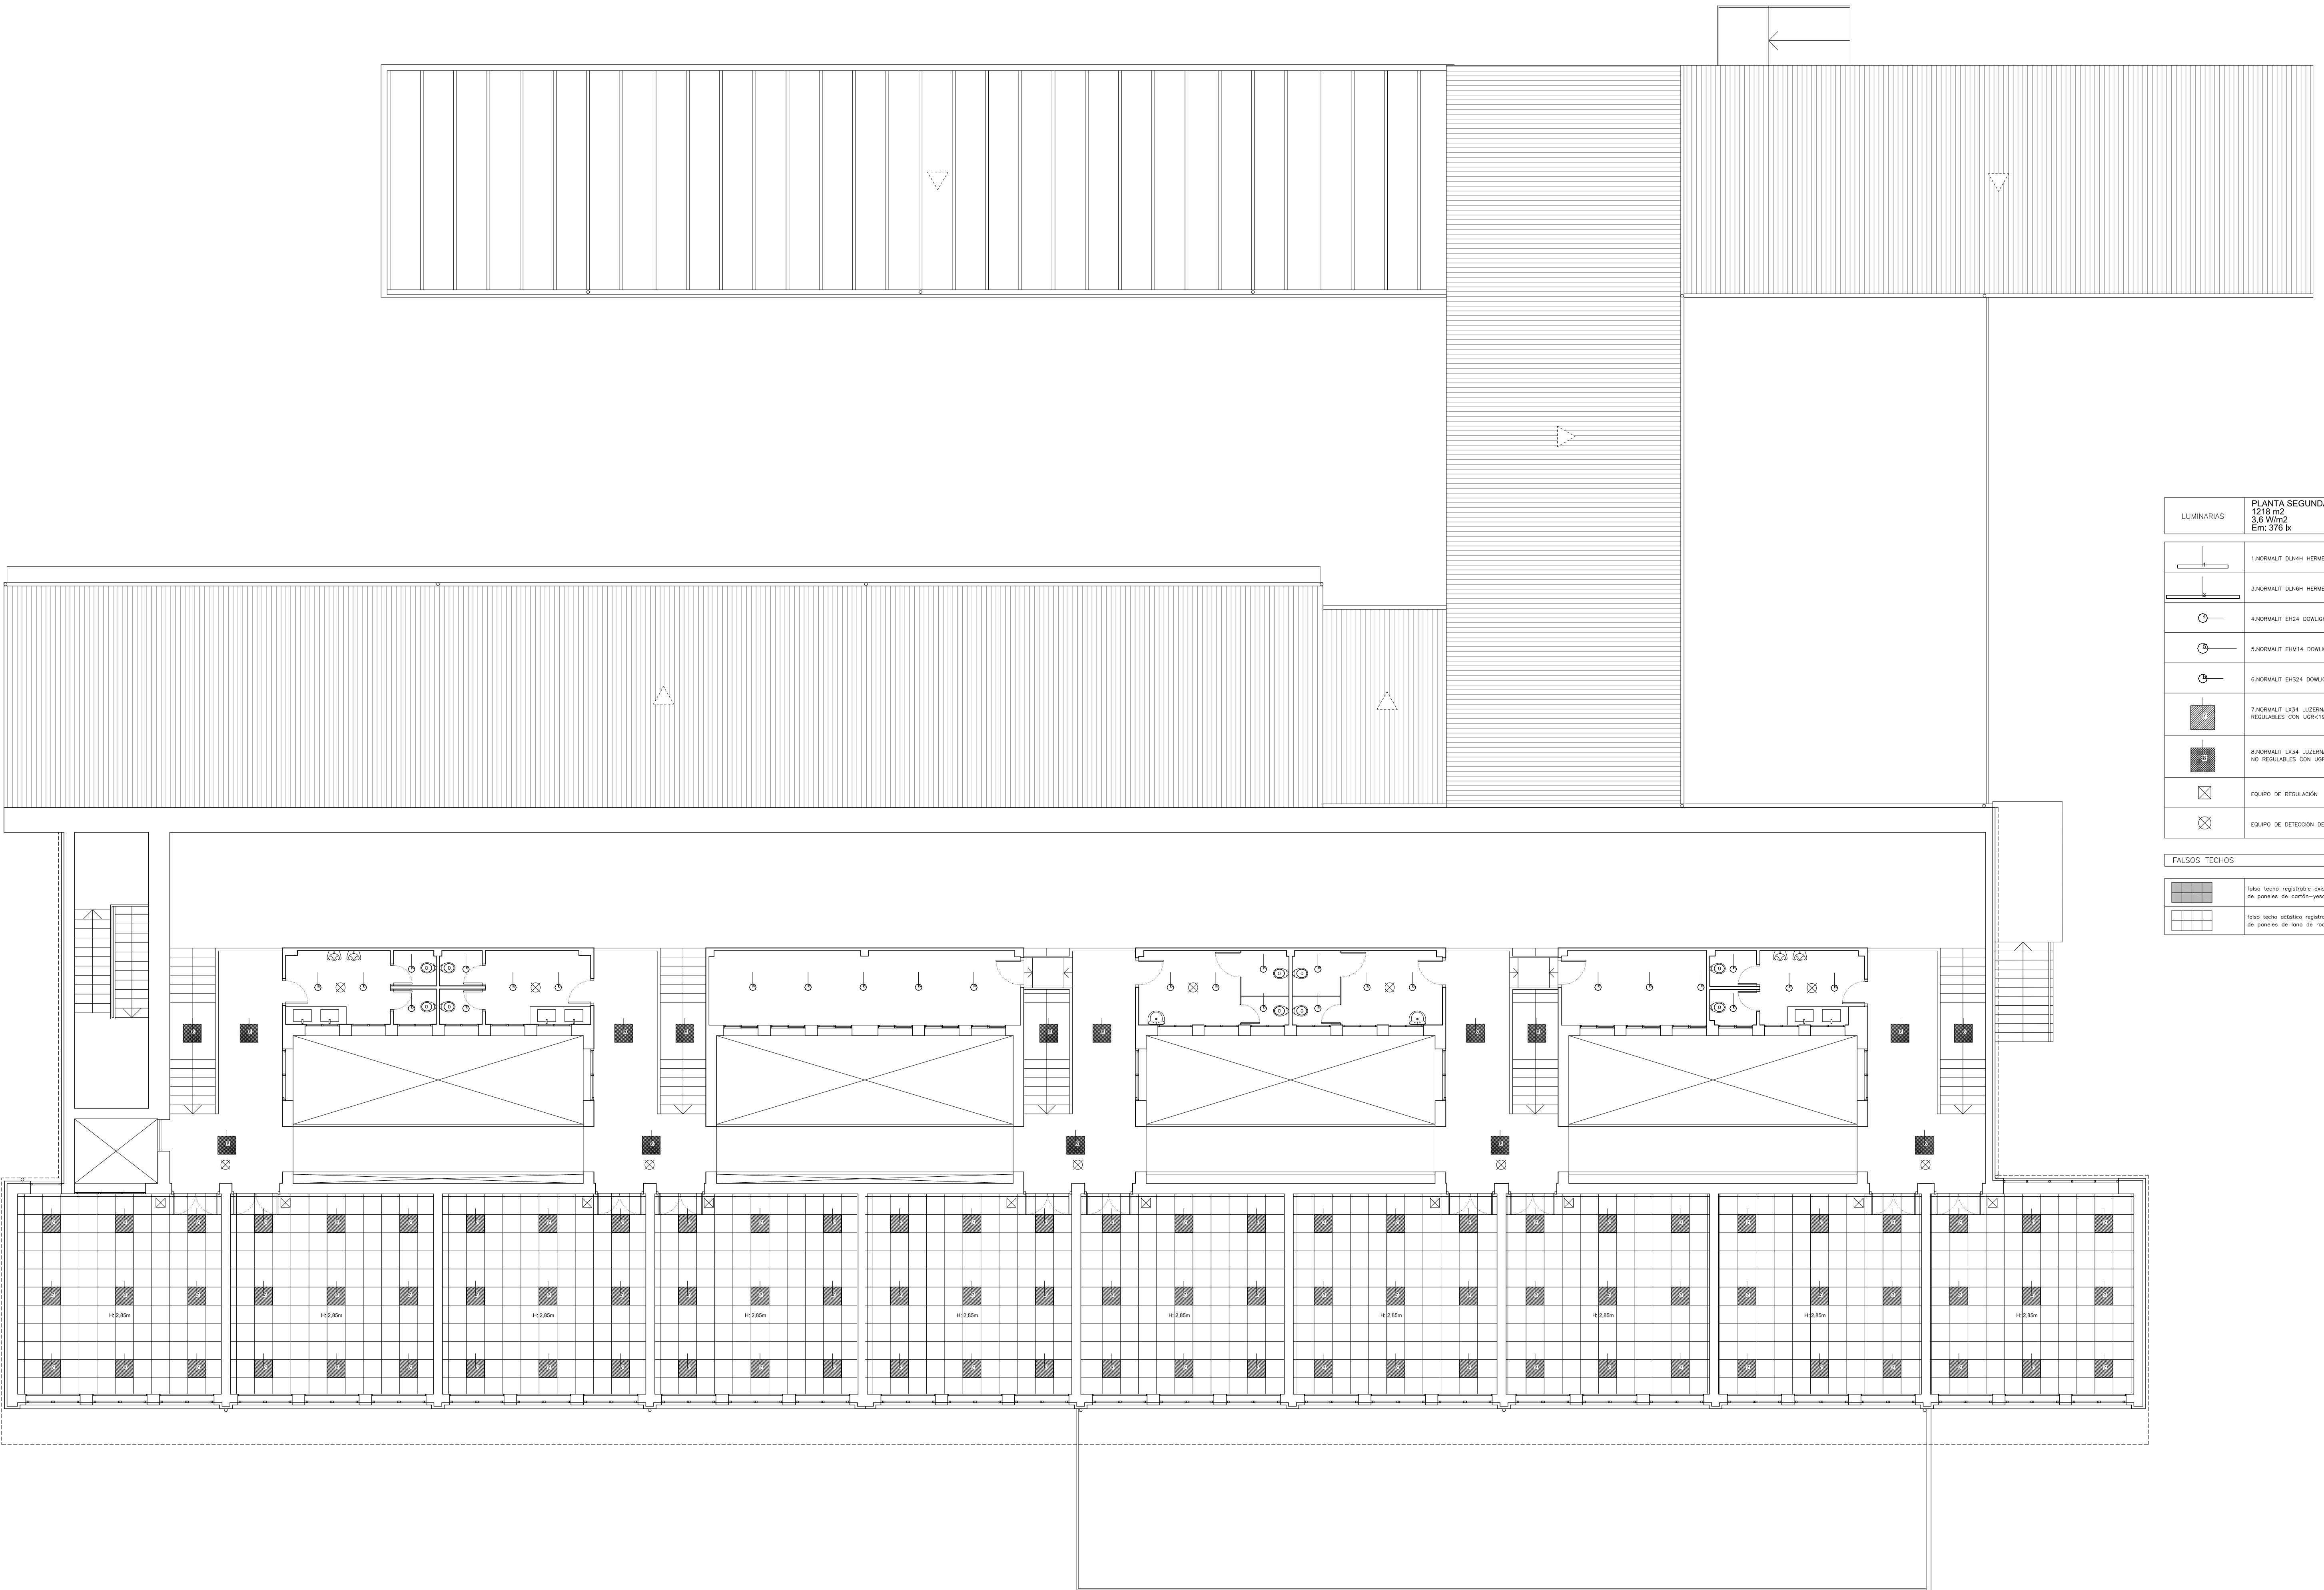 LUMINARIAS
PLANTA SEGUNDA
1218 m2
3,6 W/m2
Em: 376 lx
1.NORMALIT DLN4H HERME
3.NORMALIT DLN6H HERME
4.NORMALIT EH24 DOWLIG
5.NORMALIT EHM14 DOWLI
6.NORMALIT EHS24 DOWLI
7.NORMALIT LX34 LUZERNA
REGULABLES CON UGR<19
8.NORMALIT LX34 LUZERNA
NO REGULABLES CON UGR
EQUIPO DE REGULACIÓN
EQUIPO DE DETECCIÓN DE
FALSOS TECHOS
falso techo registrable exis
de paneles de cartón-yeso
falso techo acústico registra
de paneles de lana de roc
H:2,85m
H:2,85m
H:2,85m
H:2,85m
H:2,85m
H:2,85m
H:2,85m
H:2,85m
H:2,85m
H:2,85m